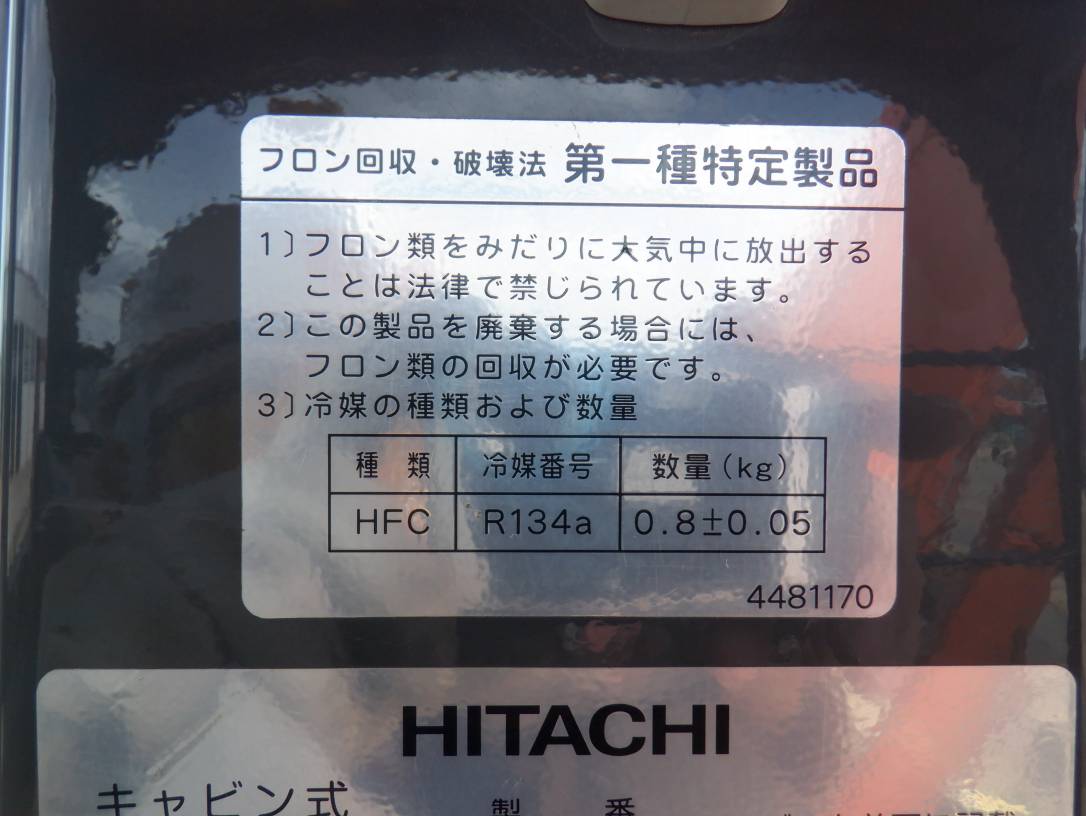 フロン回収・破壊法 第一種特定製品
1)フロン類をみだりに大気中に放出する
ことは法律で禁じられています。
2)この製品を廃棄する場合には、
フロン類の回収が必要です。
3)冷媒の種類および数量
種 類 冷媒番号 数量(kg)
HFC R134a 0.8±0.05
4481170
HITACHI
キャビン式 製 番